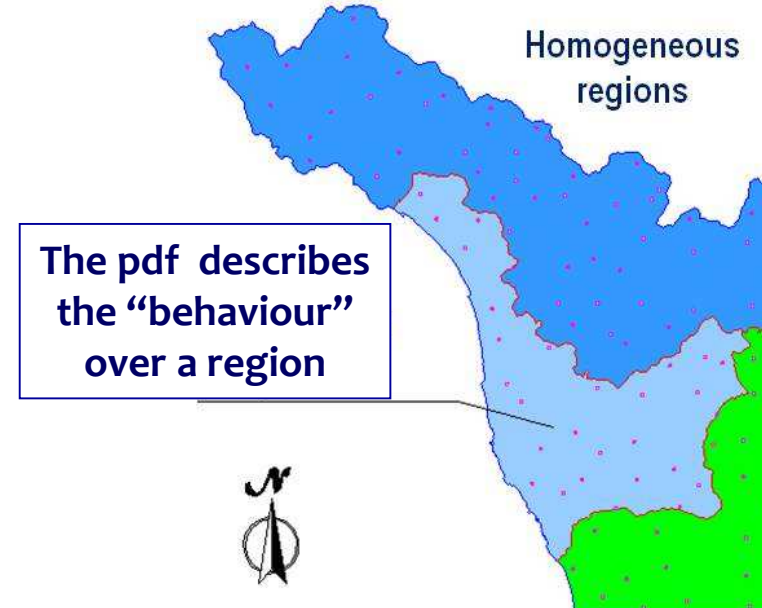 Homogeneous
regions
The pdf describes
the “behaviour”
over a region
N